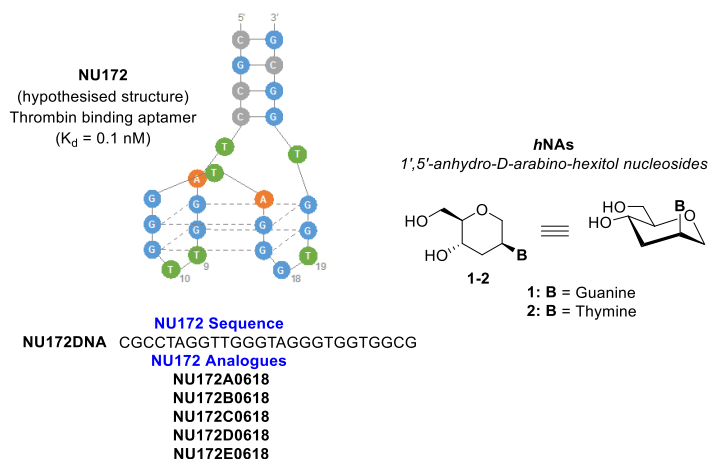 5' 3'
C G
G C
C G
C G
T
T
A T
G G A G
G G G G
G T G T
9 19
T G
10 18
NU172
(hypothesised structure)
Thrombin binding aptamer
(Kd = 0.1 nM)
hNAs
1',5'-anhydro-D-arabino-hexitol nucleosides
HO O
HO B
1-2
B
HO O
HO
1: B = Guanine
2: B = Thymine
NU172 Sequence
NU172DNA CGCCTAGGTTGGGTAGGGTGGTGGCG
NU172 Analogues
NU172A0618
NU172B0618
NU172C0618
NU172D0618
NU172E0618